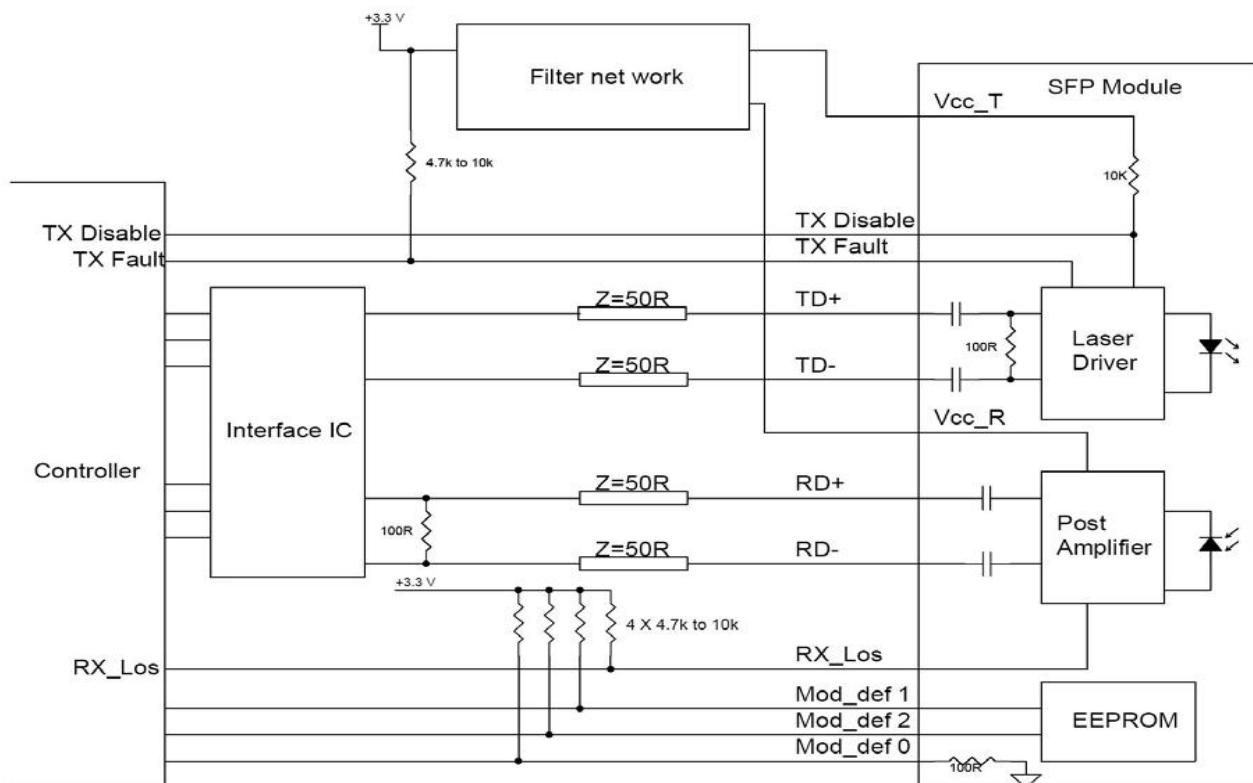 +3.3 V
Filter net work
SFP Module
Vcc_T
4.7k to 10k
10K
TX Disable
TX Disable
TX Fault
TX Fault
Z=50R
TD+
Laser
Driver
100R
Z=50R
TD-
Interface IC
Vcc_R
Controller
Z=50R
RD+
100R
Post
Amplifier
Z=50R
RD-
+3.3 V
4 X 4.7k to 10k
RX_Los
RX_Los
Mod_def 1
EEPROM
Mod_def 2
Mod_def 0
100R